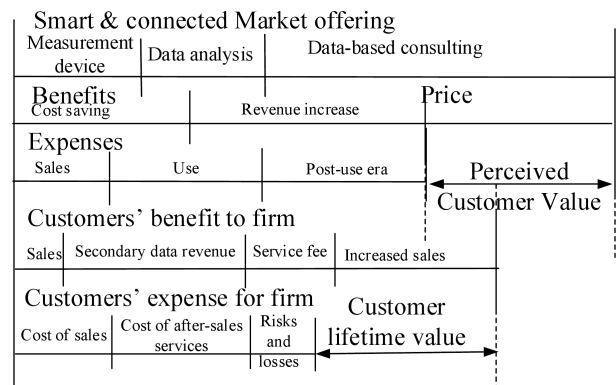 Smart & connected Market offering
Measurement device Data analysis Data-based consulting
Benefits Price
Cost saving Revenue increase
Expenses
Sales Use Post-use era Perceived Customer Value
Customers' benefit to firm
Sales Secondary data revenue Service fee Increased sales
Customers' expense for firm
Cost of sales Cost of after-sales services Risks and losses Customer lifetime value